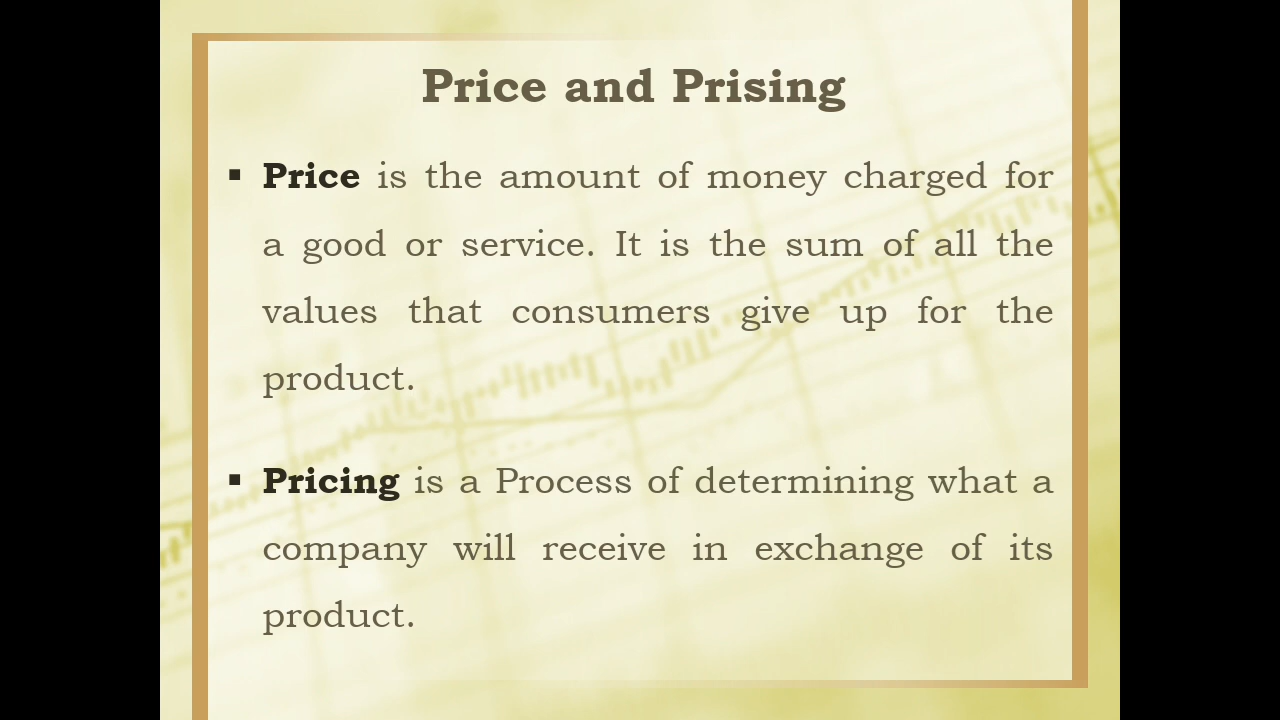 Price and Prising
▪ Price is the amount of money charged for
a good or service. It is the sum of all the
values that consumers give up for the
product.
▪ Pricing is a Process of determining what a
company will receive in exchange of its
product.